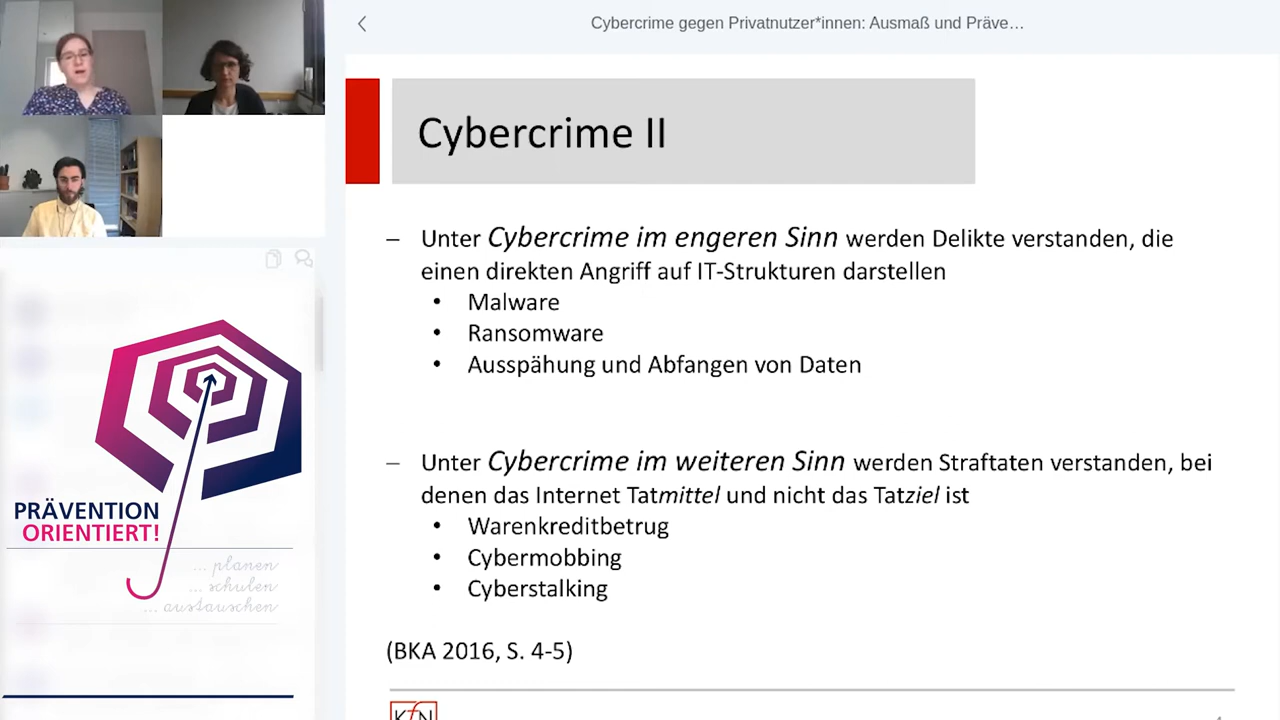 Cybercrime gegen Privatnutzer*innen: Ausmaß und Präve…
Cybercrime II
– Unter Cybercrime im engeren Sinn werden Delikte verstanden, die
einen direkten Angriff auf IT-Strukturen darstellen
• Malware
• Ransomware
• Ausspähung und Abfangen von Daten
– Unter Cybercrime im weiteren Sinn werden Straftaten verstanden, bei
denen das Internet Tatmittel und nicht das Tatziel ist
• Warenkreditbetrug
• Cybermobbing
• Cyberstalking
(BKA 2016, S. 4-5)
KfN
PRÄVENTION
ORIENTIERT!
... planen
... schulen
... austauschen